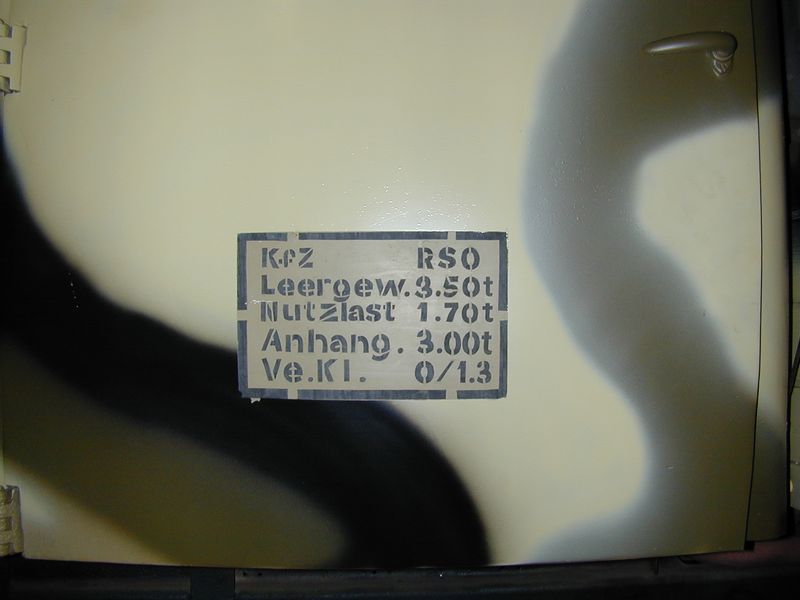 Kfz RSO
Leergew. 3.50t
Nutzlast 1.70t
Anhang. 3.00t
Ve.Kl. 0/1.3